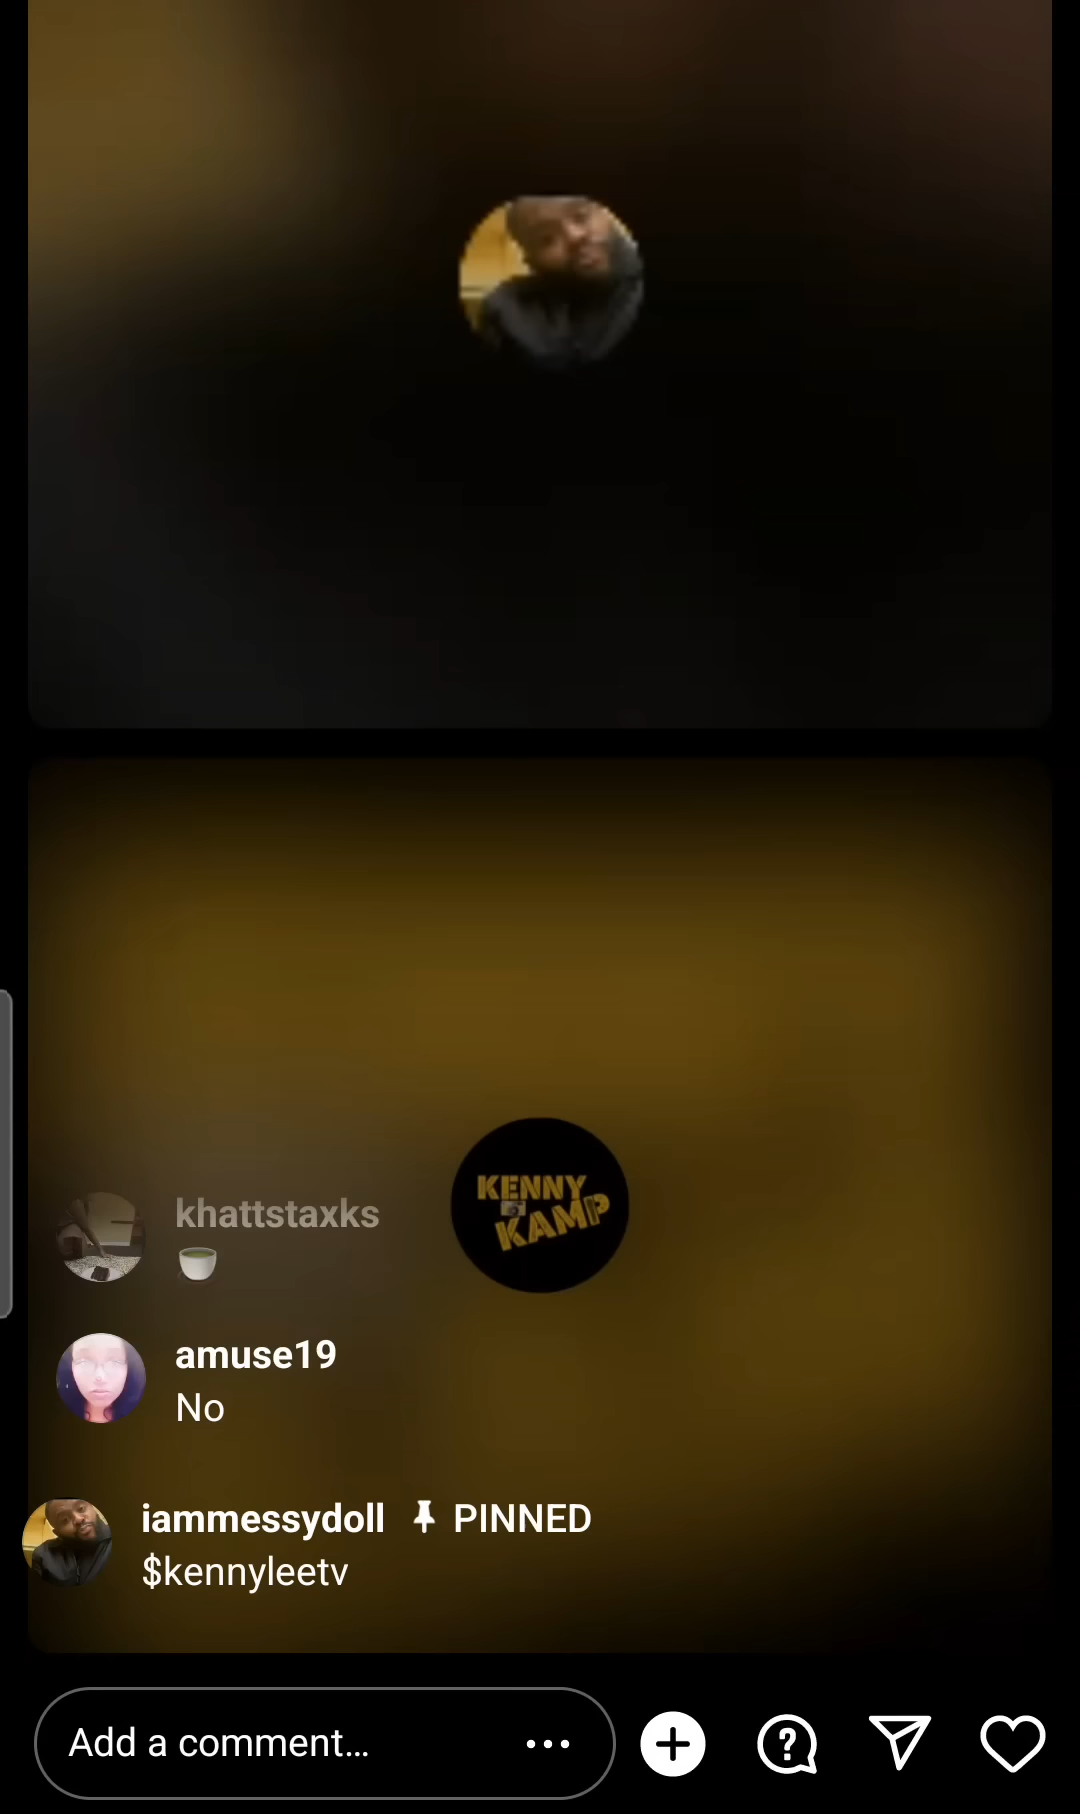 KENNY
KAMP
khattstaxks
🍵
amuse19
No
iammessydoll 📌 PINNED
$kennyleetv
Add a comment...